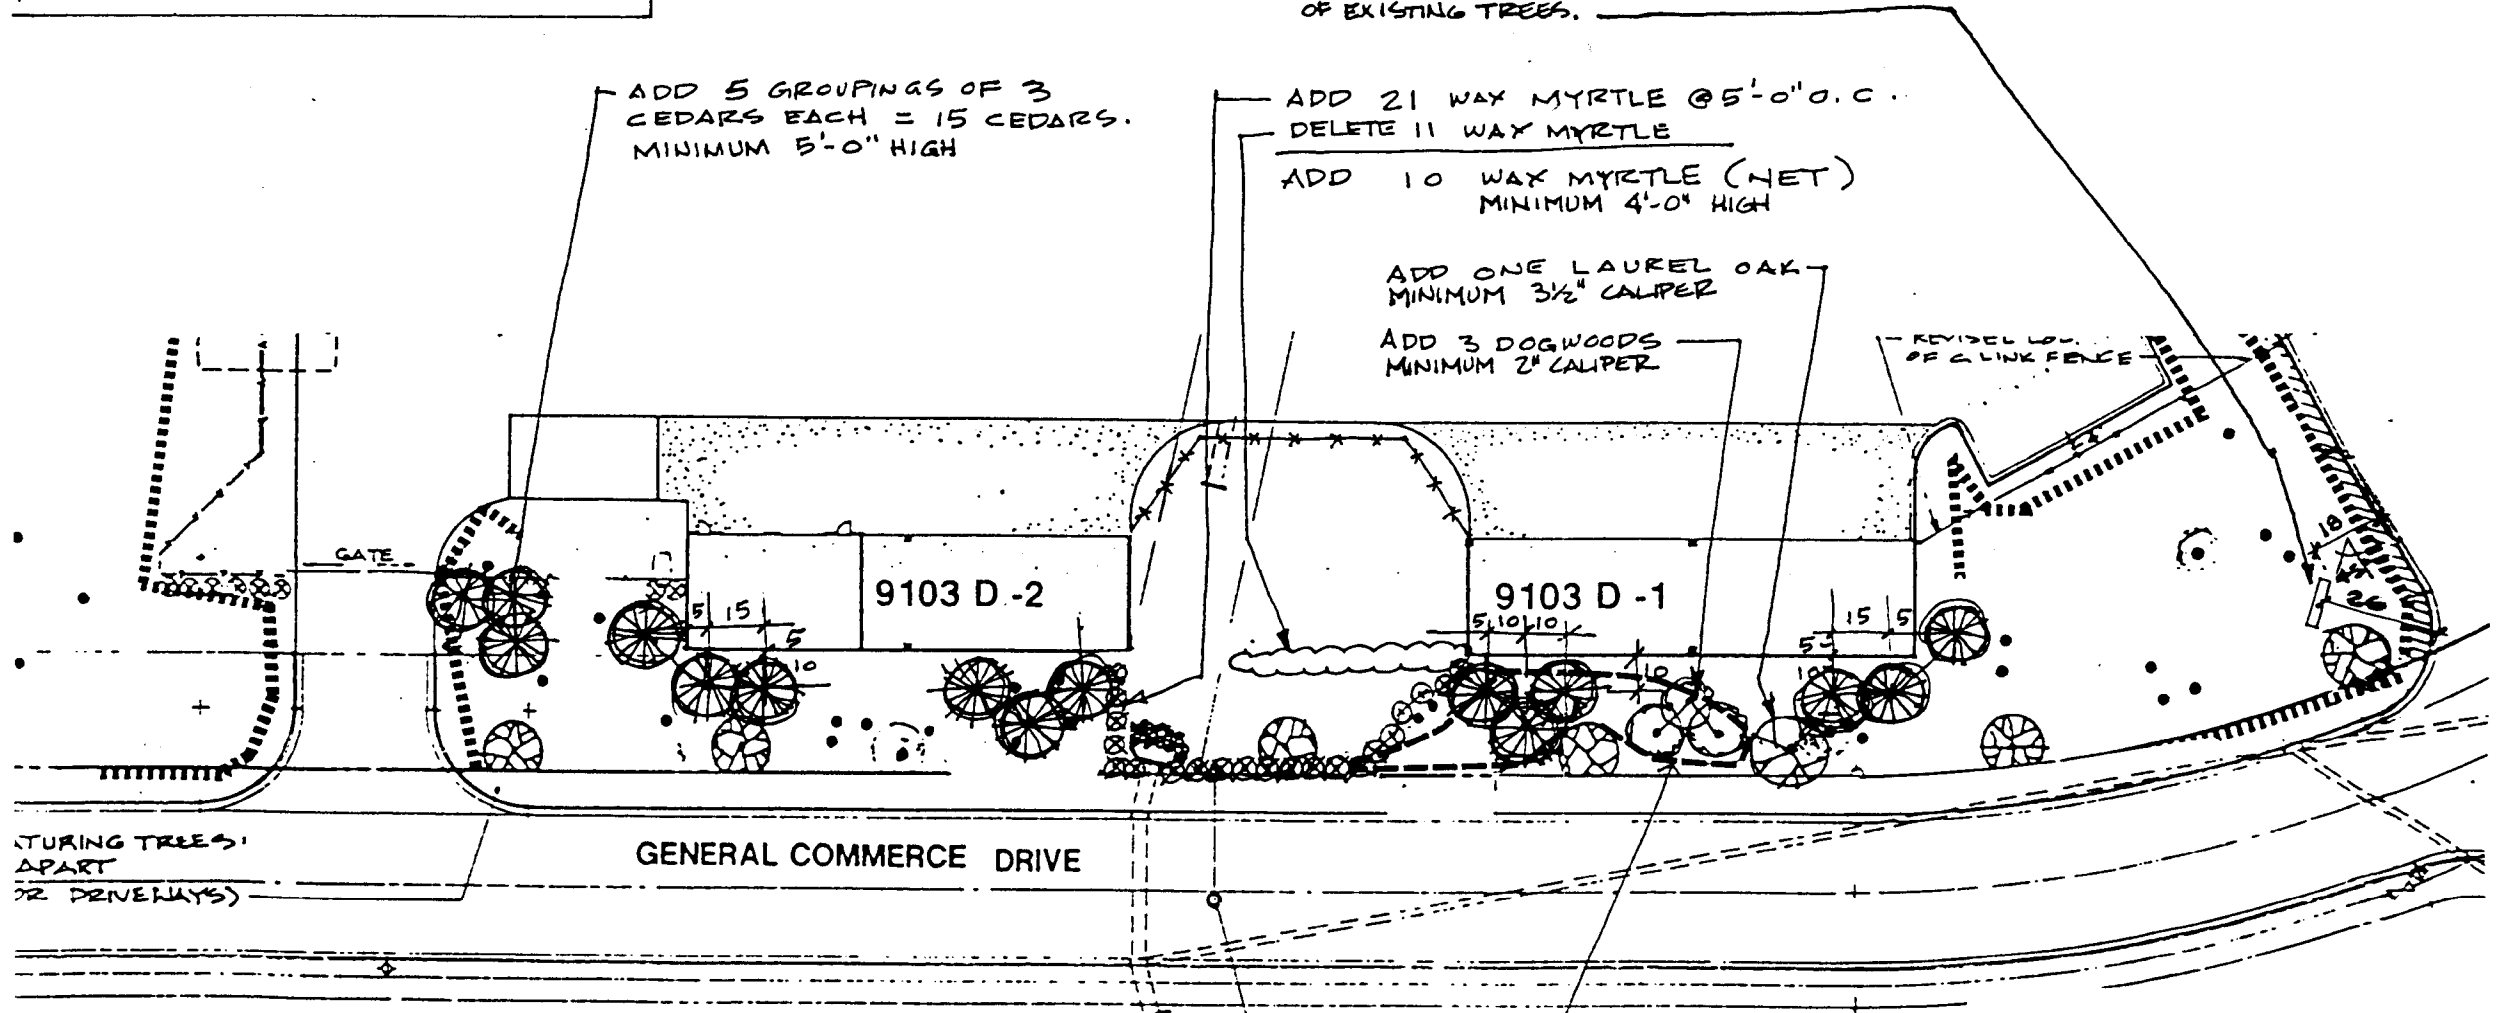 OF EXISTING TREES.
ADD 5 GROUPINGS OF 3
CEDARS EACH = 15 CEDARS.
MINIMUM 5'-0" HIGH
ADD 21 WAX MYRTLE @5'-0"O.C.
DELETE 11 WAX MYRTLE
ADD 10 WAX MYRTLE (NET)
MINIMUM 4'-0" HIGH
ADD ONE LAUREL OAK
MINIMUM 3½" CALIPER
ADD 3 DOGWOODS
MINIMUM 2" CALIPER
OF C. LINK FENCE
GATE
18
26
9103 D -2
9103 D -1
5 15
5
10
5 10 10
10
15 5
5
10
TURING TREES:
APART
OR DRIVEWAYS)
GENERAL COMMERCE DRIVE